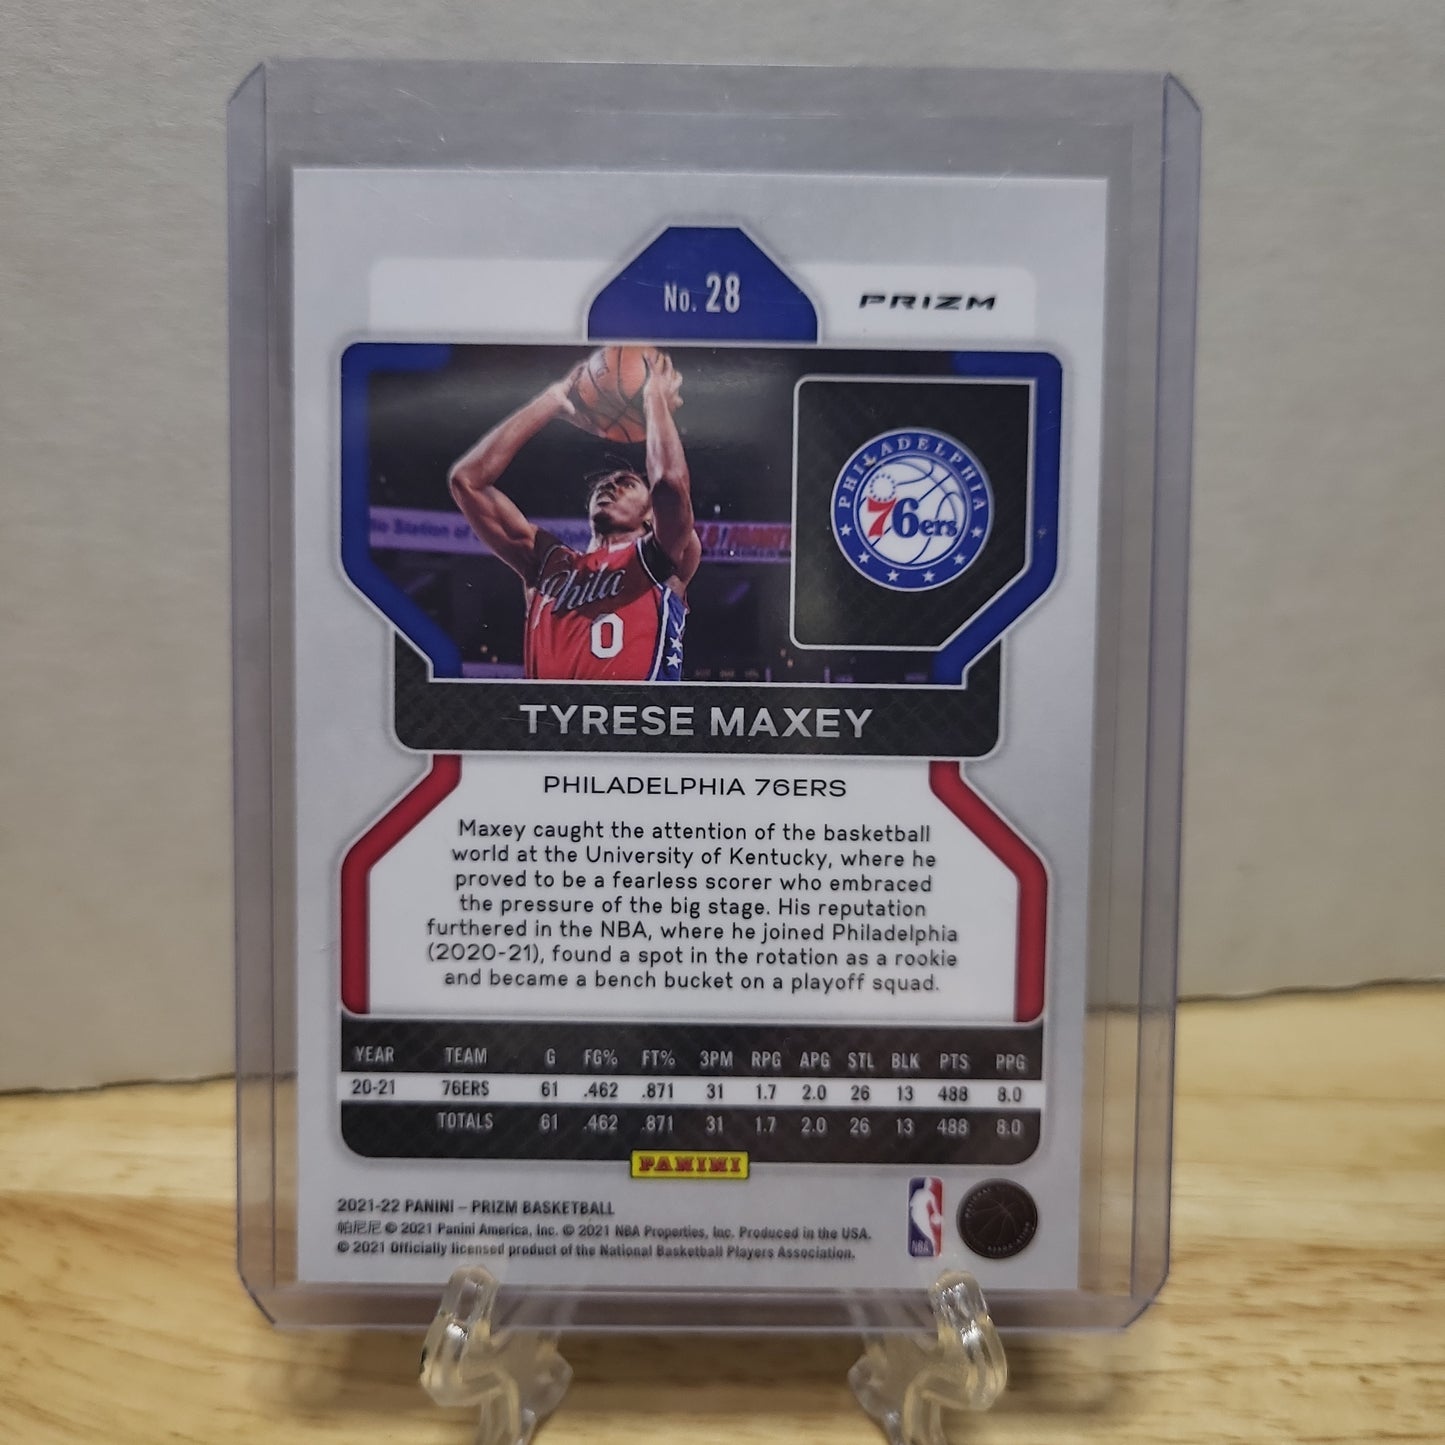 No. 28
PRIZM
PHILADELPHIA
76ers
Phila
0
TYRESE MAXEY
PHILADELPHIA 76ERS
Maxey caught the attention of the basketball
world at the University of Kentucky, where he
proved to be a fearless scorer who embraced
the pressure of the big stage. His reputation
furthered in the NBA, where he joined Philadelphia
(2020-21), found a spot in the rotation as a rookie
and became a bench bucket on a playoff squad.
YEAR TEAM G FG% FT% 3PM RPG APG STL BLK PTS PPG
20-21 76ERS 61 .462 .871 31 1.7 2.0 26 13 488 8.0
TOTALS 61 .462 .871 31 1.7 2.0 26 13 488 8.0
PANINI
2021-22 PANINI – PRIZM BASKETBALL
帕尼尼 © 2021 Panini America, Inc. © 2021 NBA Properties, Inc. Produced in the USA.
© 2021 Officially licensed product of the National Basketball Players Association.
NBA